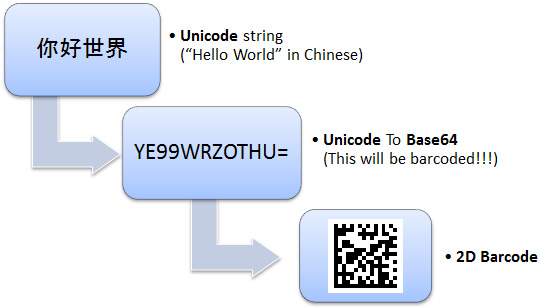 你好世界
• Unicode string
(“Hello World” in Chinese)
YE99WRZOTHU=
• Unicode To Base64
(This will be barcoded!!!)
• 2D Barcode